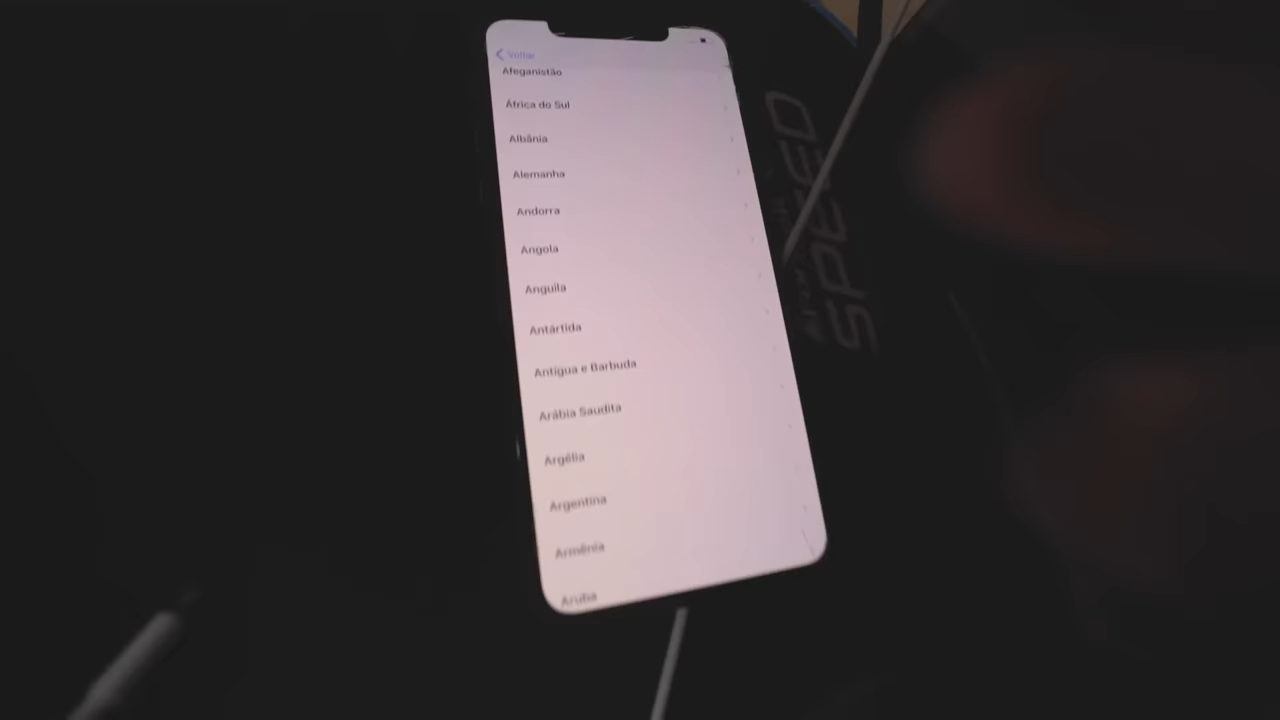 Voltar
Afeganistão
África do Sul
Albânia
Alemanha
Andorra
Angola
Anguila
Antártida
Antígua e Barbuda
Arábia Saudita
Argélia
Argentina
Armênia
Aruba
SPEED